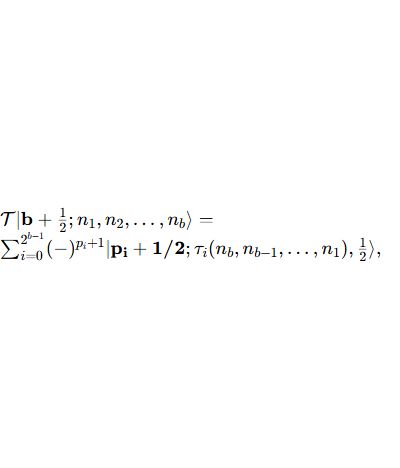 𝒯|𝐛 + 1/2; n₁, n₂, …, n_b⟩ =
∑_{i=0}^{2^{b−1}} (−)^{p_i+1} |𝐩_𝐢 + 𝟏/𝟐; τ_i(n_b, n_{b−1}, …, n₁), 1/2⟩,